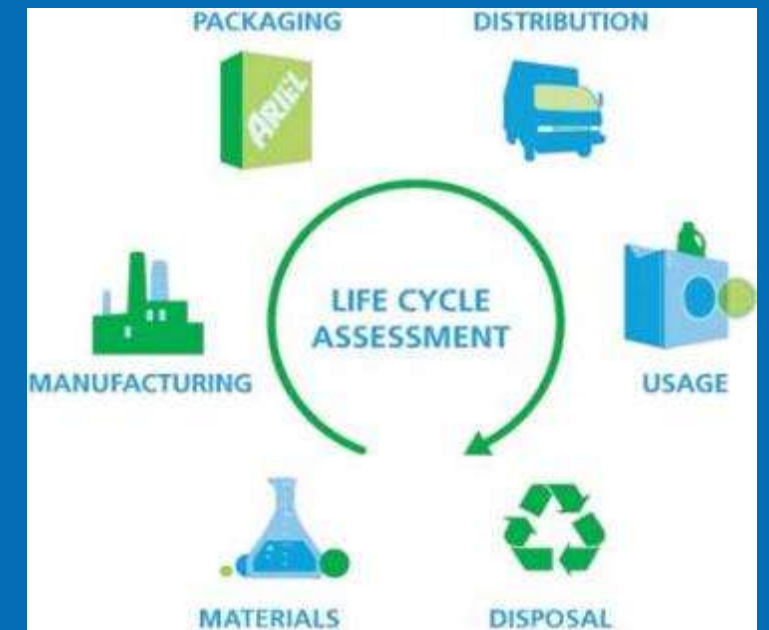 PACKAGING
DISTRIBUTION
ARIEL
LIFE CYCLE
ASSESSMENT
MANUFACTURING
USAGE
MATERIALS
DISPOSAL